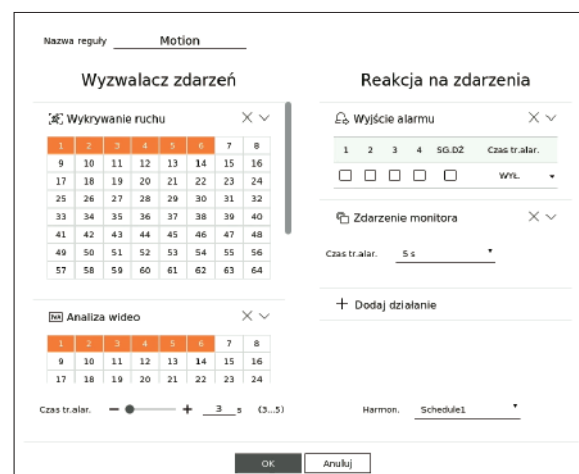 Nazwa reguły Motion
Wyzwalacz zdarzeń
Wykrywanie ruchu
1 2 3 4 5 6 7 8
9 10 11 12 13 14 15 16
17 18 19 20 21 22 23 24
25 26 27 28 29 30 31 32
33 34 35 36 37 38 39 40
41 42 43 44 45 46 47 48
49 50 51 52 53 54 55 56
57 58 59 60 61 62 63 64
Analiza wideo
1 2 3 4 5 6 7 8
9 10 11 12 13 14 15 16
17 18 19 20 21 22 23 24
Czas tr.alar. 3 s (3...5)
Reakcja na zdarzenia
Wyjście alarmu
1 2 3 4 SG.DŹ Czas tr.alar.
WYŁ.
Zdarzenie monitora
Czas tr.alar. 5 s
Dodaj działanie
Harmon. Schedule1
OK Anuluj